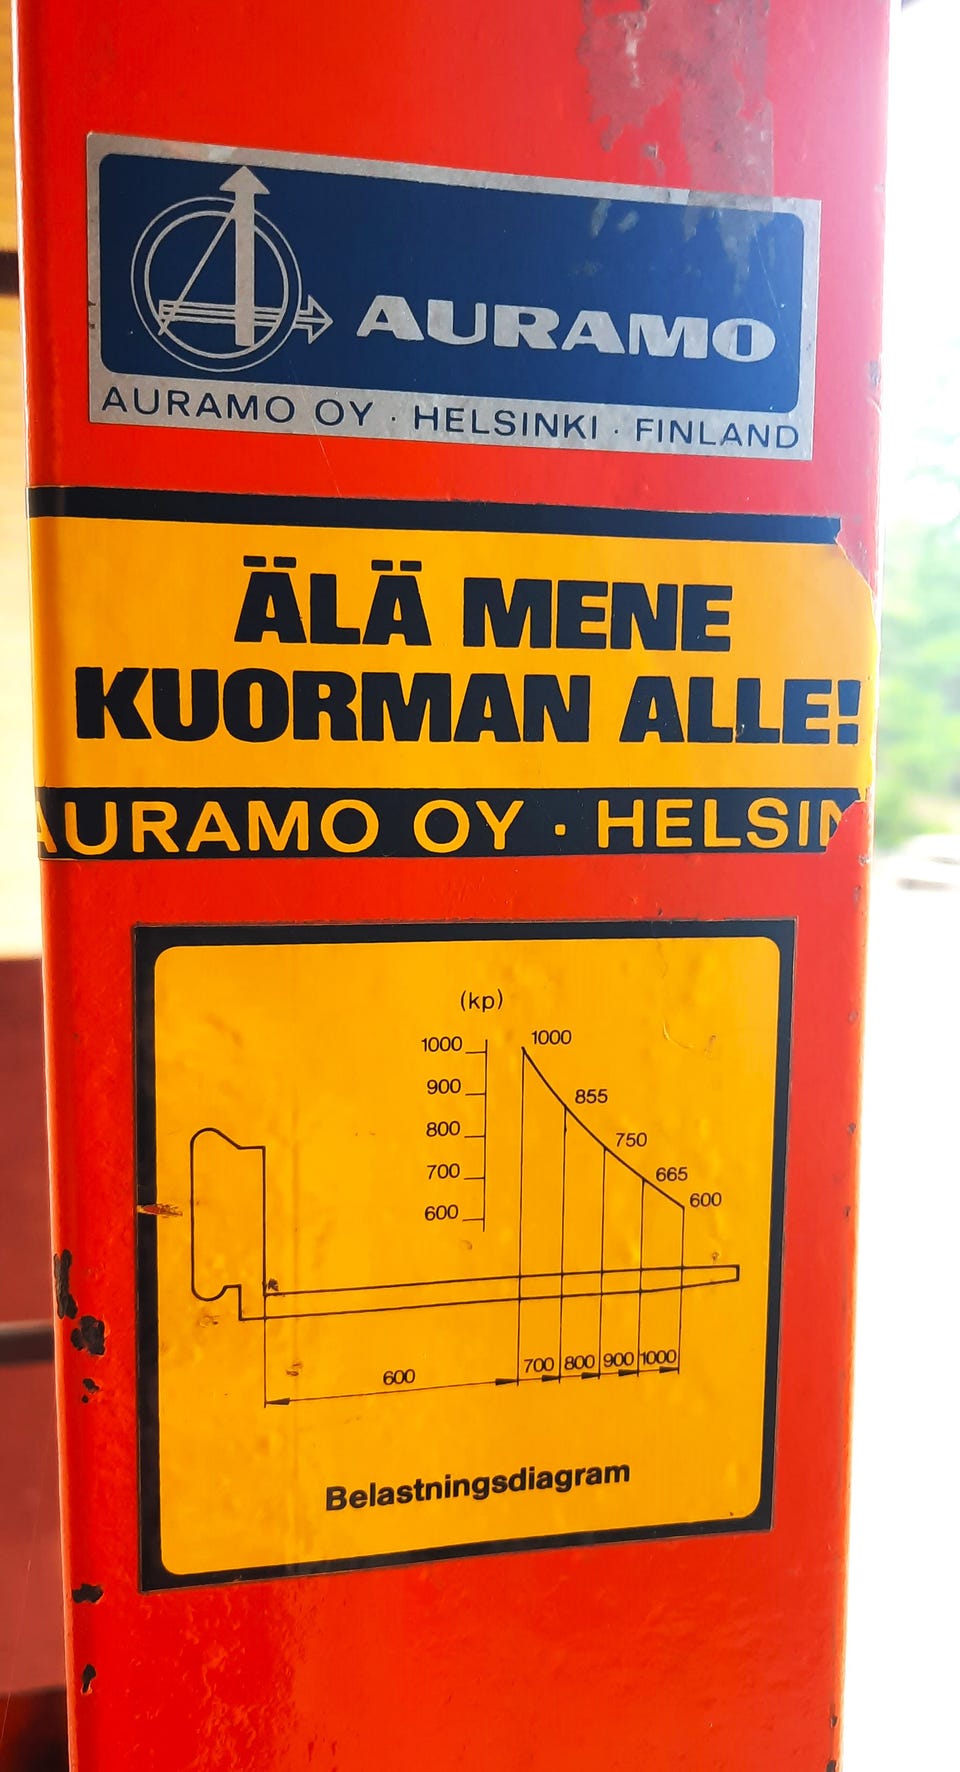 AURAMO
AURAMO OY · HELSINKI · FINLAND
ÄLÄ MENE
KUORMAN ALLE!
AURAMO OY · HELSIN
(kp)
1000
900
800
700
600
1000
855
750
665
600
600
700 800 900 1000
Belastningsdiagram